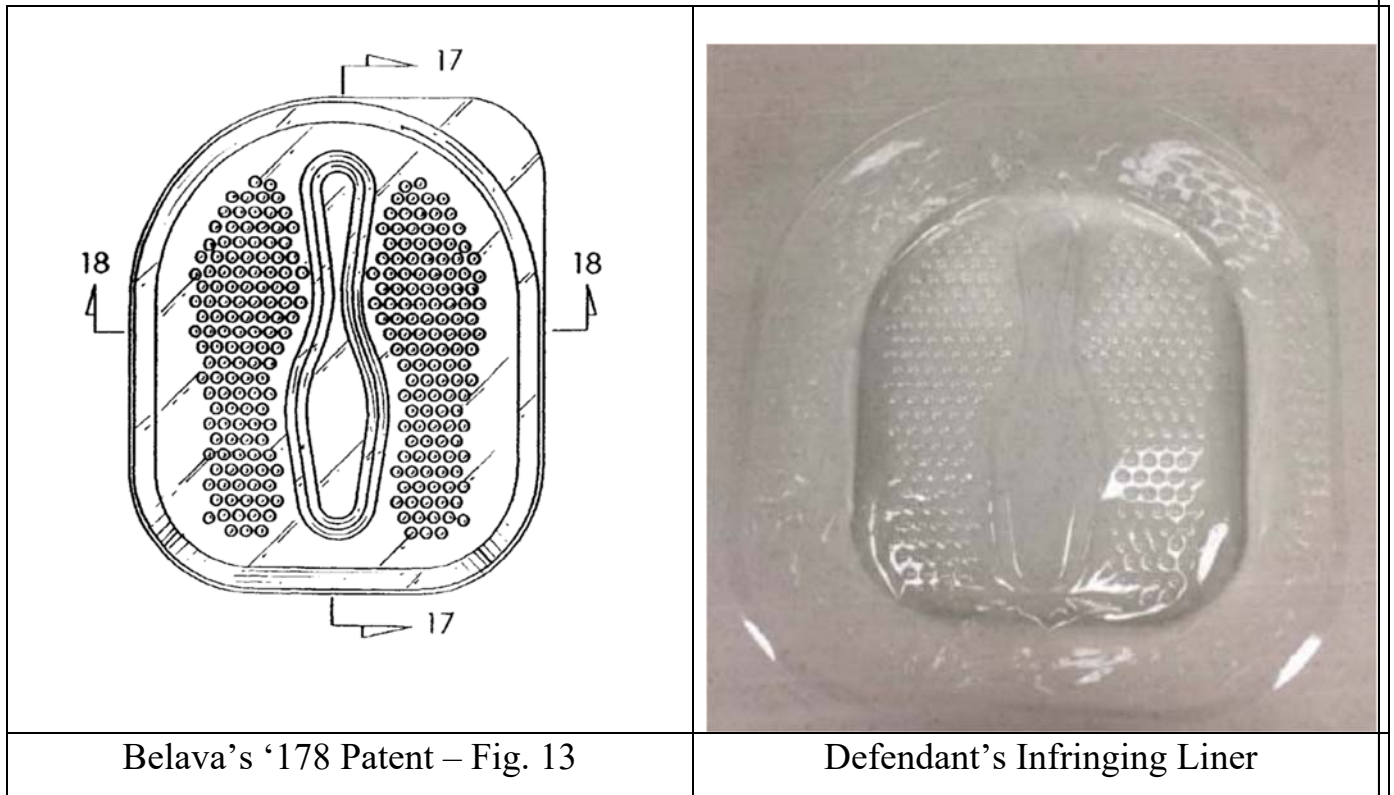 17
18 18
17
Belava’s ‘178 Patent – Fig. 13
Defendant’s Infringing Liner